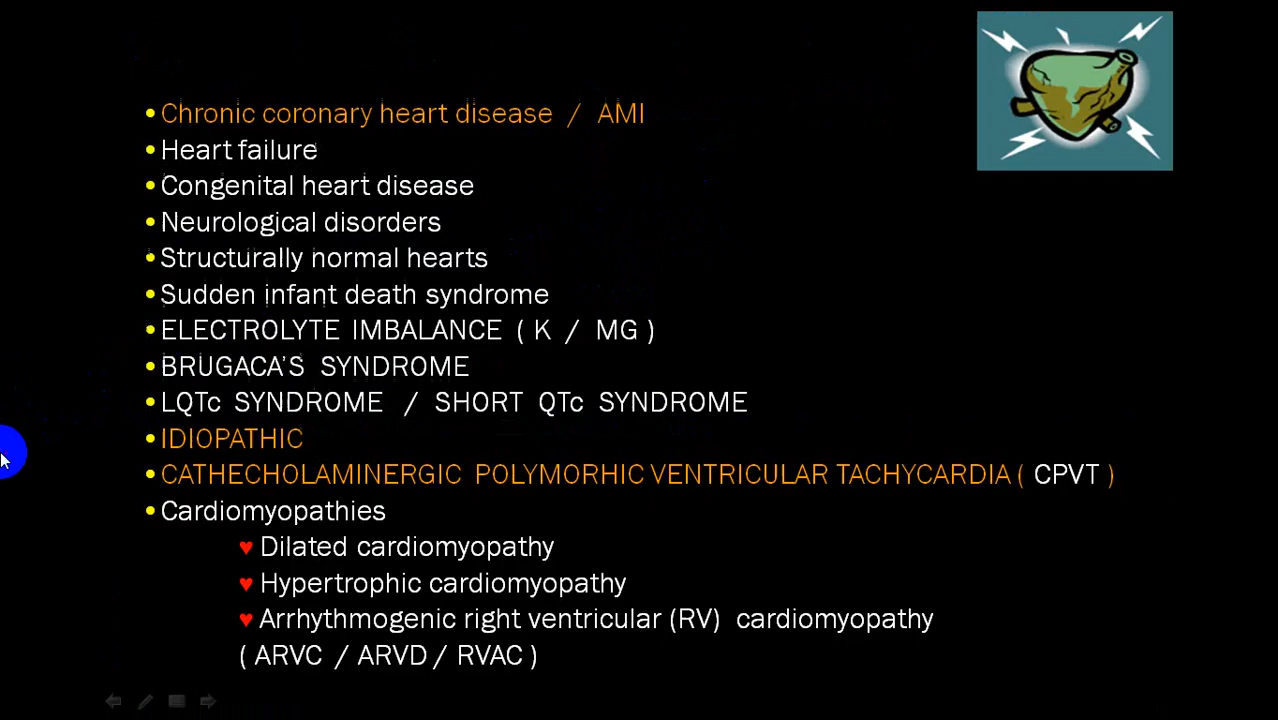 •Chronic coronary heart disease / AMI
•Heart failure
•Congenital heart disease
•Neurological disorders
•Structurally normal hearts
•Sudden infant death syndrome
•ELECTROLYTE IMBALANCE ( K / MG )
•BRUGACA'S SYNDROME
•LQTc SYNDROME / SHORT QTc SYNDROME
•IDIOPATHIC
•CATHECHOLAMINERGIC POLYMORHIC VENTRICULAR TACHYCARDIA ( CPVT )
•Cardiomyopathies
♥ Dilated cardiomyopathy
♥ Hypertrophic cardiomyopathy
♥ Arrhythmogenic right ventricular (RV) cardiomyopathy
( ARVC / ARVD / RVAC )